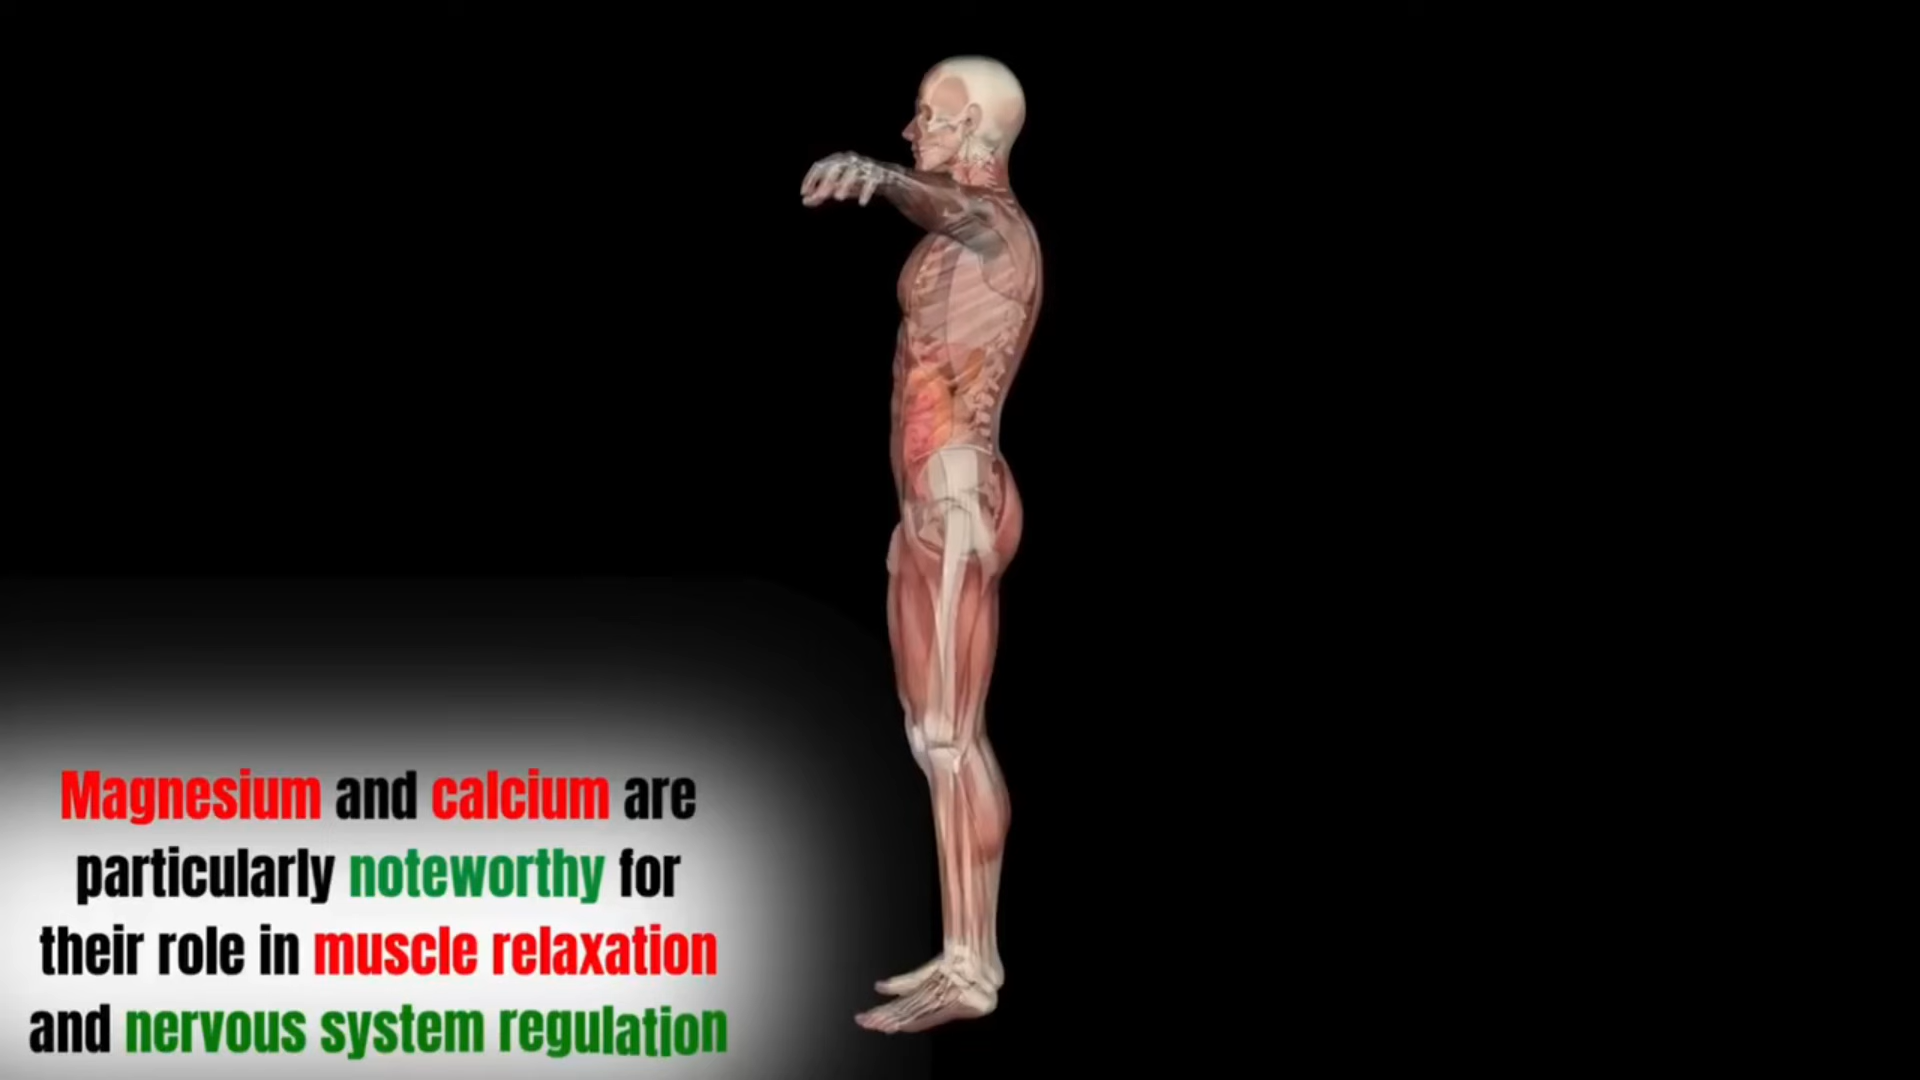 Magnesium and calcium are
particularly noteworthy for
their role in muscle relaxation
and nervous system regulation